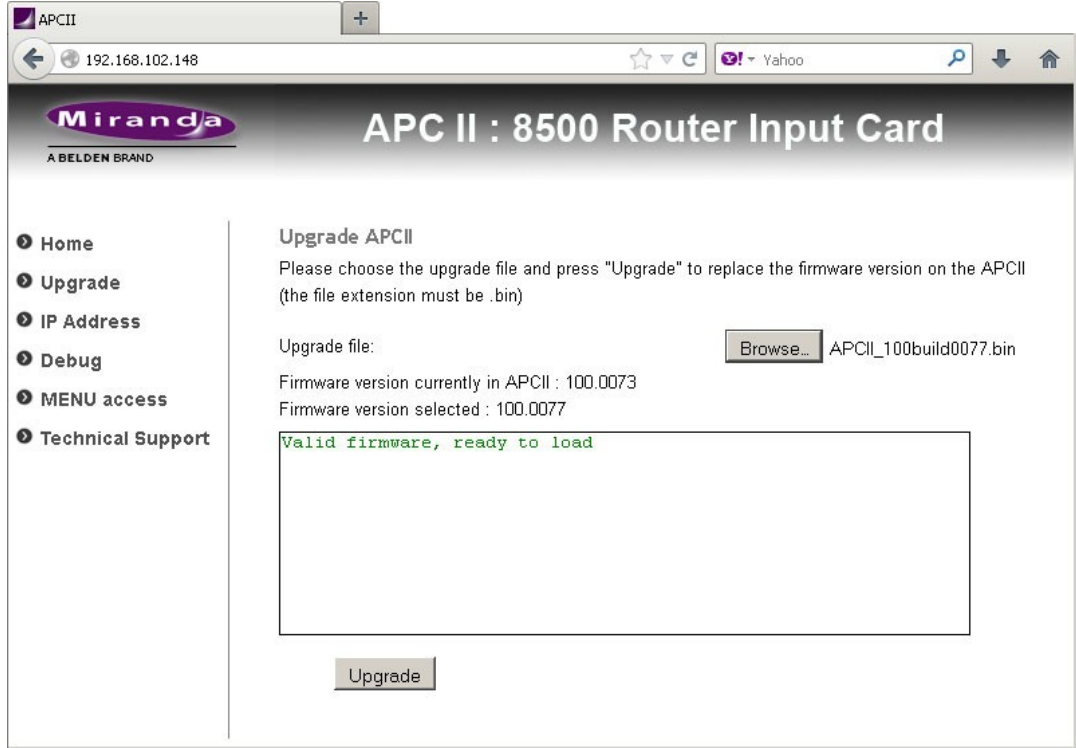 APCII
192.168.102.148
Yahoo
Miranda
A BELDEN BRAND
APC II : 8500 Router Input Card
Home
Upgrade
IP Address
Debug
MENU access
Technical Support
Upgrade APCII
Please choose the upgrade file and press "Upgrade" to replace the firmware version on the APCII
(the file extension must be .bin)
Upgrade file:
Browse... APCII_100build0077.bin
Firmware version currently in APCII : 100.0073
Firmware version selected : 100.0077
Valid firmware, ready to load
Upgrade